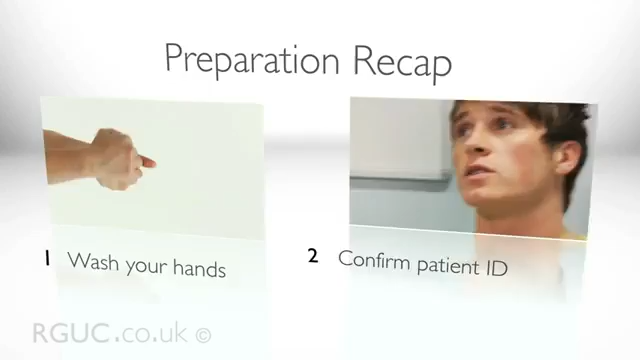 Preparation Recap
1 Wash your hands
2 Confirm patient ID
RGUC.co.uk ©